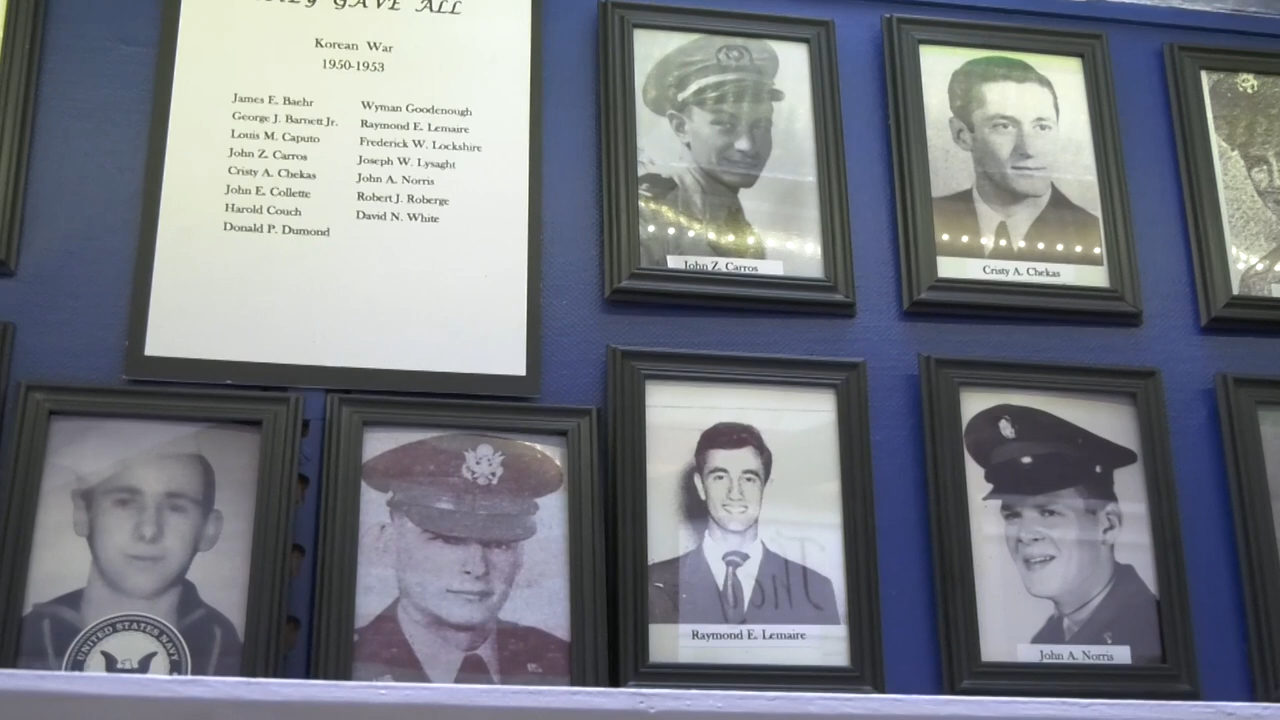 GAVE ALL
Korean War
1950-1953
James E. Baehr
George J. Barnett Jr.
Louis M. Caputo
John Z. Carros
Cristy A. Chekas
John E. Collette
Harold Couch
Donald P. Dumond
Wyman Goodenough
Raymond E. Lemaire
Frederick W. Lockshire
Joseph W. Lysaght
John A. Norris
Robert J. Roberge
David N. White
John Z. Carros
Cristy A. Chekas
UNITED STATES NAVY
Raymond E. Lemaire
John A. Norris